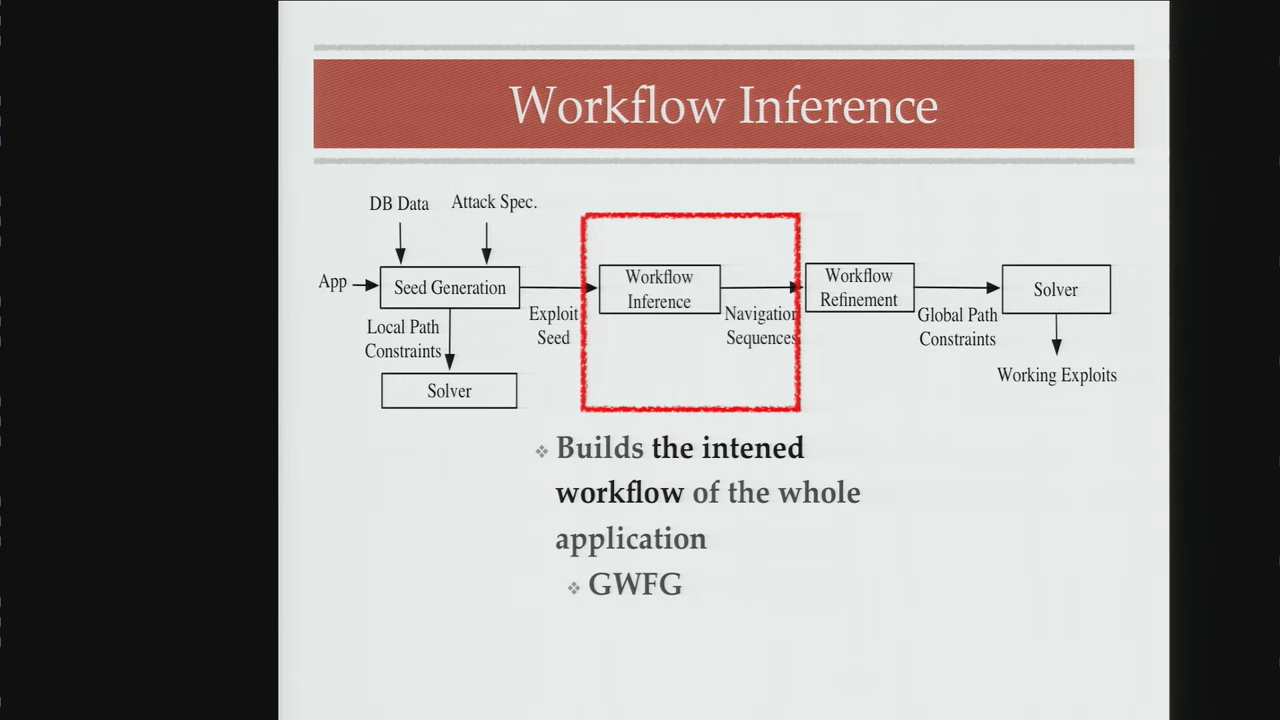 Workflow Inference
DB Data
Attack Spec.
App
Seed Generation
Exploit
Seed
Workflow
Inference
Navigation
Sequences
Workflow
Refinement
Global Path
Constraints
Solver
Working Exploits
Local Path
Constraints
Solver
Builds the intened
workflow of the whole
application
GWFG